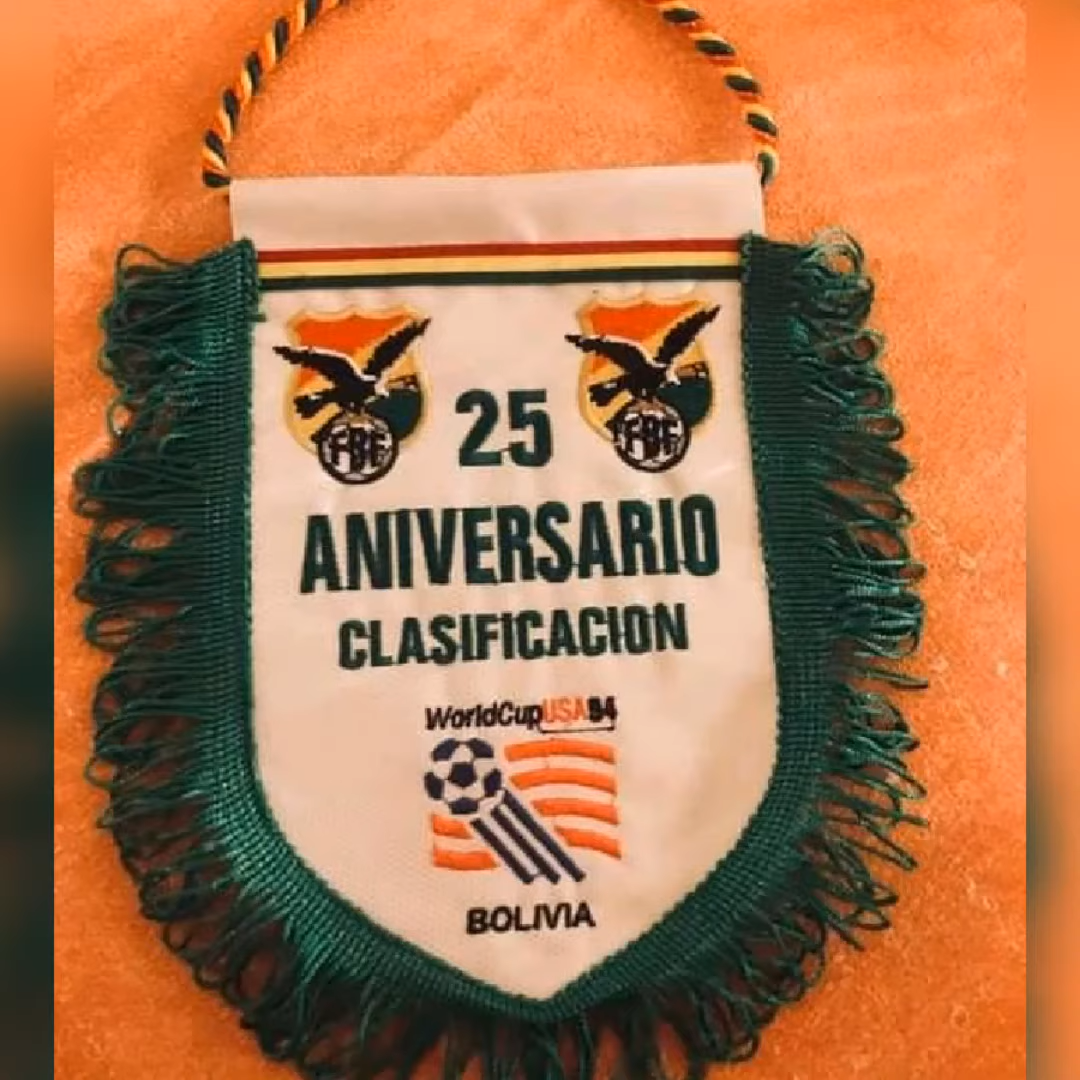 FBF
FBF
25
ANIVERSARIO
CLASIFICACION
WorldCupUSA94
BOLIVIA